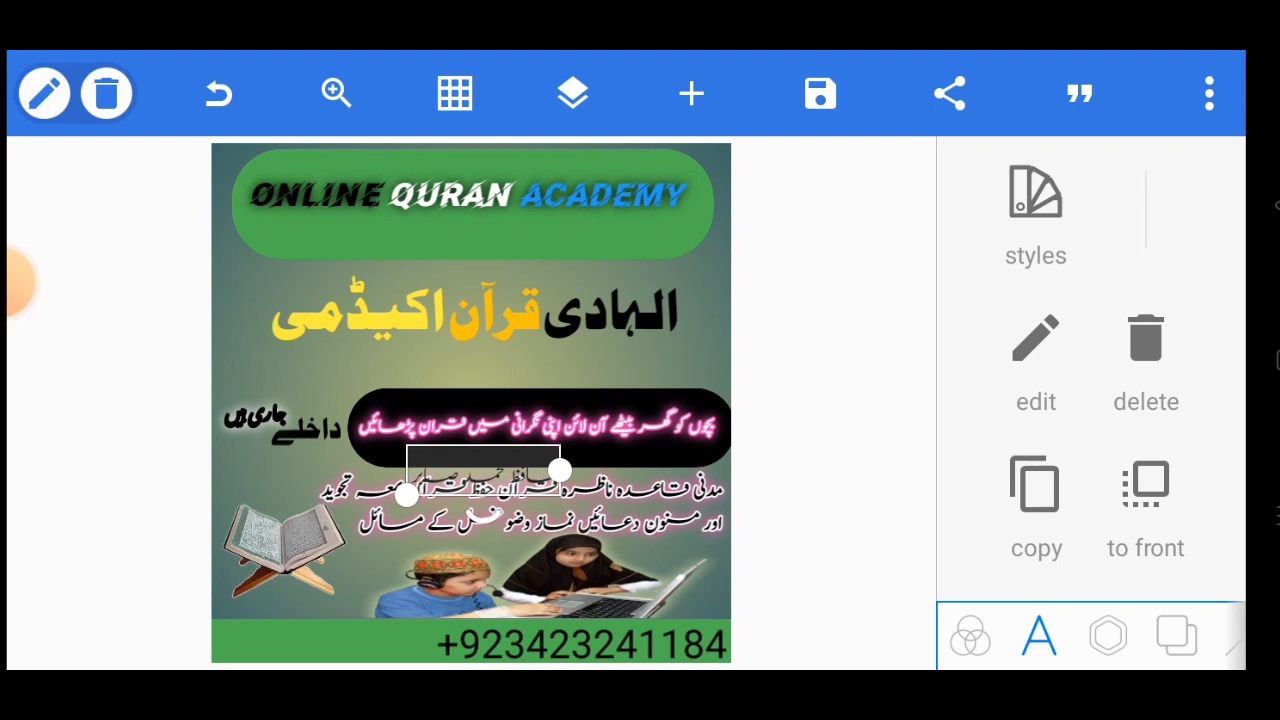 ONLINE QURAN ACADEMY
الہادی قرآن اکیڈمی
بچوں کو گھر بیٹھے آن لائن اپنی نگرانی میں قران پڑھائیں
داخلے جاری ہیں
مدنی قاعدہ ناظرہ قرآن حفظ قرآن معہ تجوید
اور مسنون دعائیں نماز وضو غسل کے مسائل
+923423241184
styles
edit
delete
copy
to front